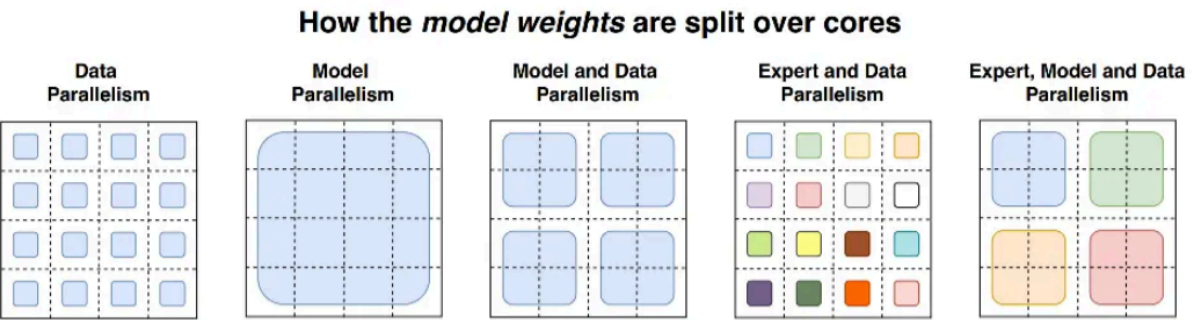 How the model weights are split over cores
Data
Parallelism
Model
Parallelism
Model and Data
Parallelism
Expert and Data
Parallelism
Expert, Model and Data
Parallelism